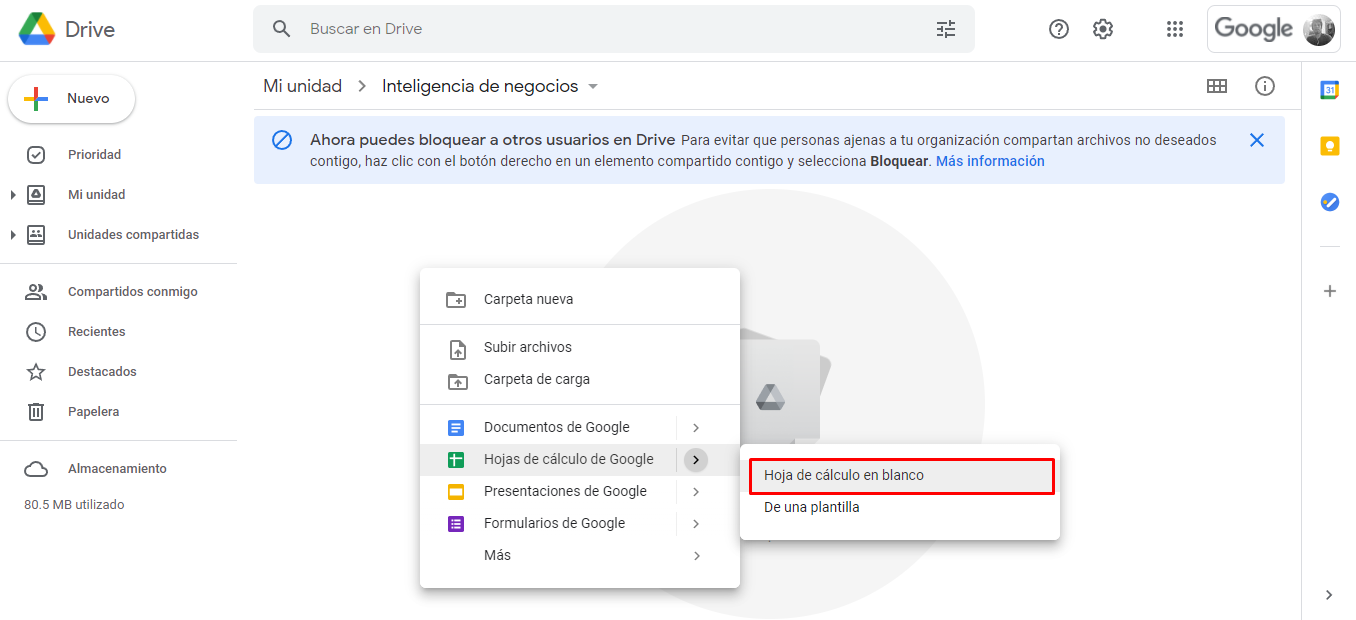 Drive
Buscar en Drive
Google
Nuevo
Mi unidad
Inteligencia de negocios
31
Ahora puedes bloquear a otros usuarios en Drive Para evitar que personas ajenas a tu organización compartan archivos no deseados
contigo, haz clic con el botón derecho en un elemento compartido contigo y selecciona Bloquear. Más información
Prioridad
Mi unidad
Unidades compartidas
Compartidos conmigo
Recientes
Destacados
Papelera
Almacenamiento
80.5 MB utilizado
Carpeta nueva
Subir archivos
Carpeta de carga
Documentos de Google
Hojas de cálculo de Google
Presentaciones de Google
Formularios de Google
Más
Hoja de cálculo en blanco
De una plantilla